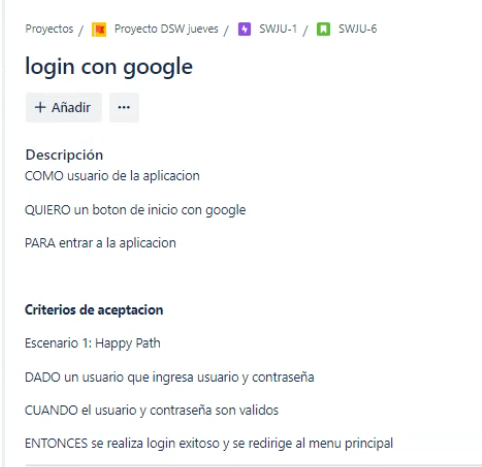 Proyectos / Proyecto DSW jueves / SWJU-1 / SWJU-6
login con google
+ Añadir ...
Descripción
COMO usuario de la aplicacion
QUIERO un boton de inicio con google
PARA entrar a la aplicacion
Criterios de aceptacion
Escenario 1: Happy Path
DADO un usuario que ingresa usuario y contraseña
CUANDO el usuario y contraseña son validos
ENTONCES se realiza login exitoso y se redirige al menu principal